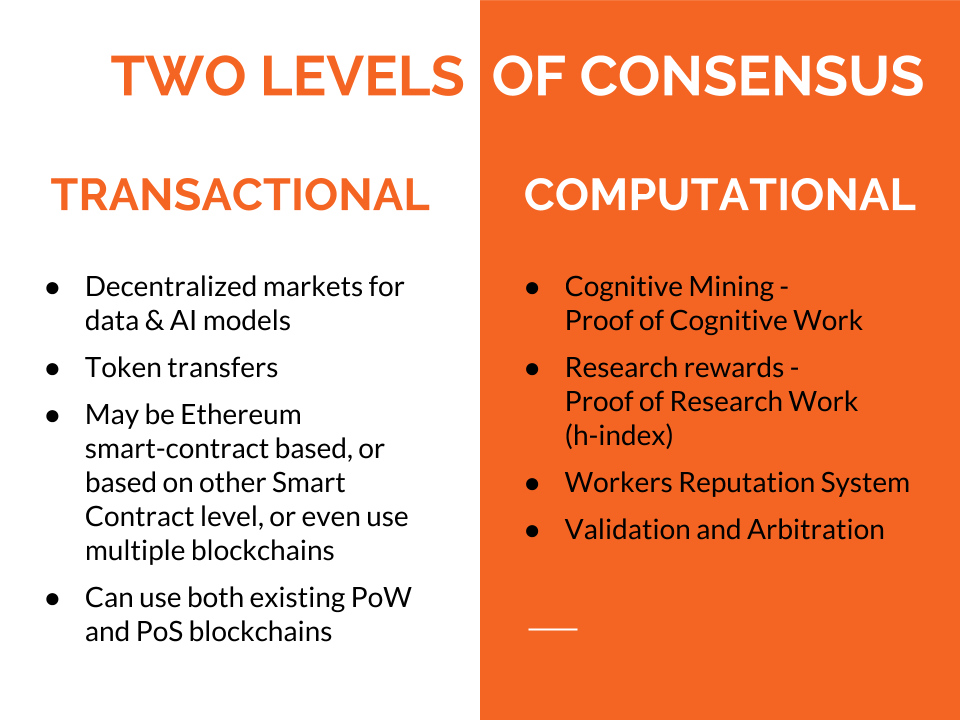 TWO LEVELS OF CONSENSUS
TRANSACTIONAL
● Decentralized markets for
data & AI models
● Token transfers
● May be Ethereum
smart-contract based, or
based on other Smart
Contract level, or even use
multiple blockchains
● Can use both existing PoW
and PoS blockchains
COMPUTATIONAL
● Cognitive Mining -
Proof of Cognitive Work
● Research rewards -
Proof of Research Work
(h-index)
● Workers Reputation System
● Validation and Arbitration